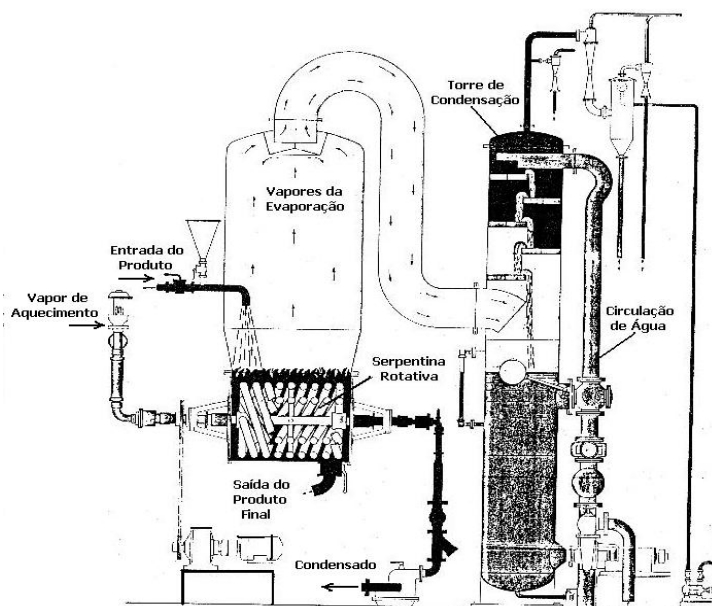 Torre de
Condensação
Vapores da
Evaporação
Entrada do
Produto
Vapor de
Aquecimento
Circulação
de Água
Serpentina
Rotativa
Saída do
Produto
Final
Condensado